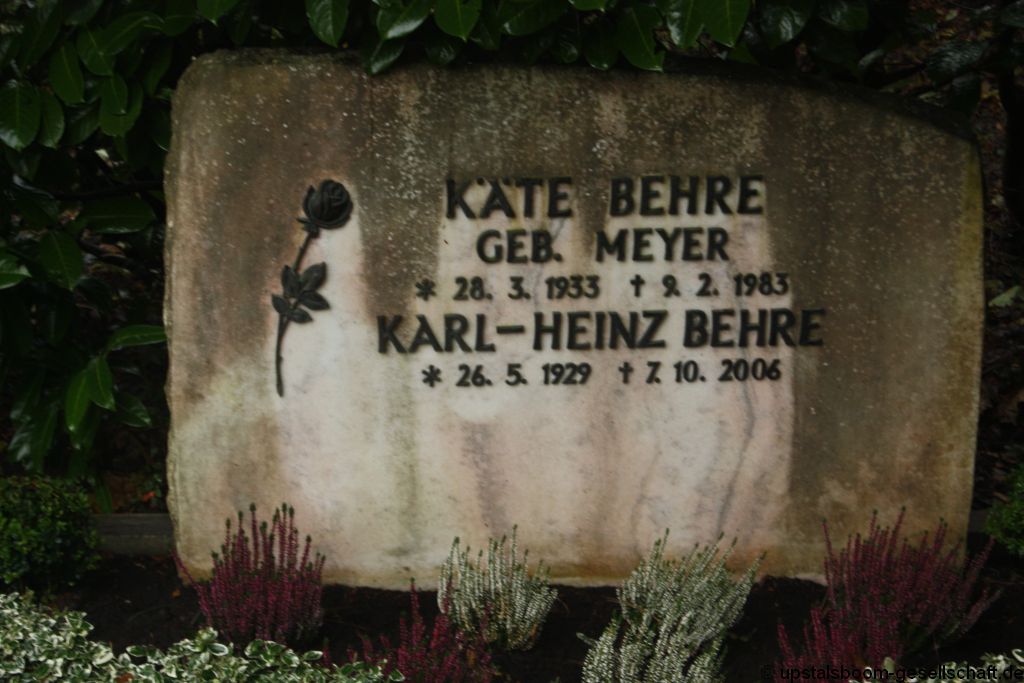 KÄTE BEHRE
GEB. MEYER
* 28. 3. 1933 † 9. 2. 1983
KARL-HEINZ BEHRE
* 26. 5. 1929 † 7. 10. 2006
© upstalsboom-gesellschaft.de